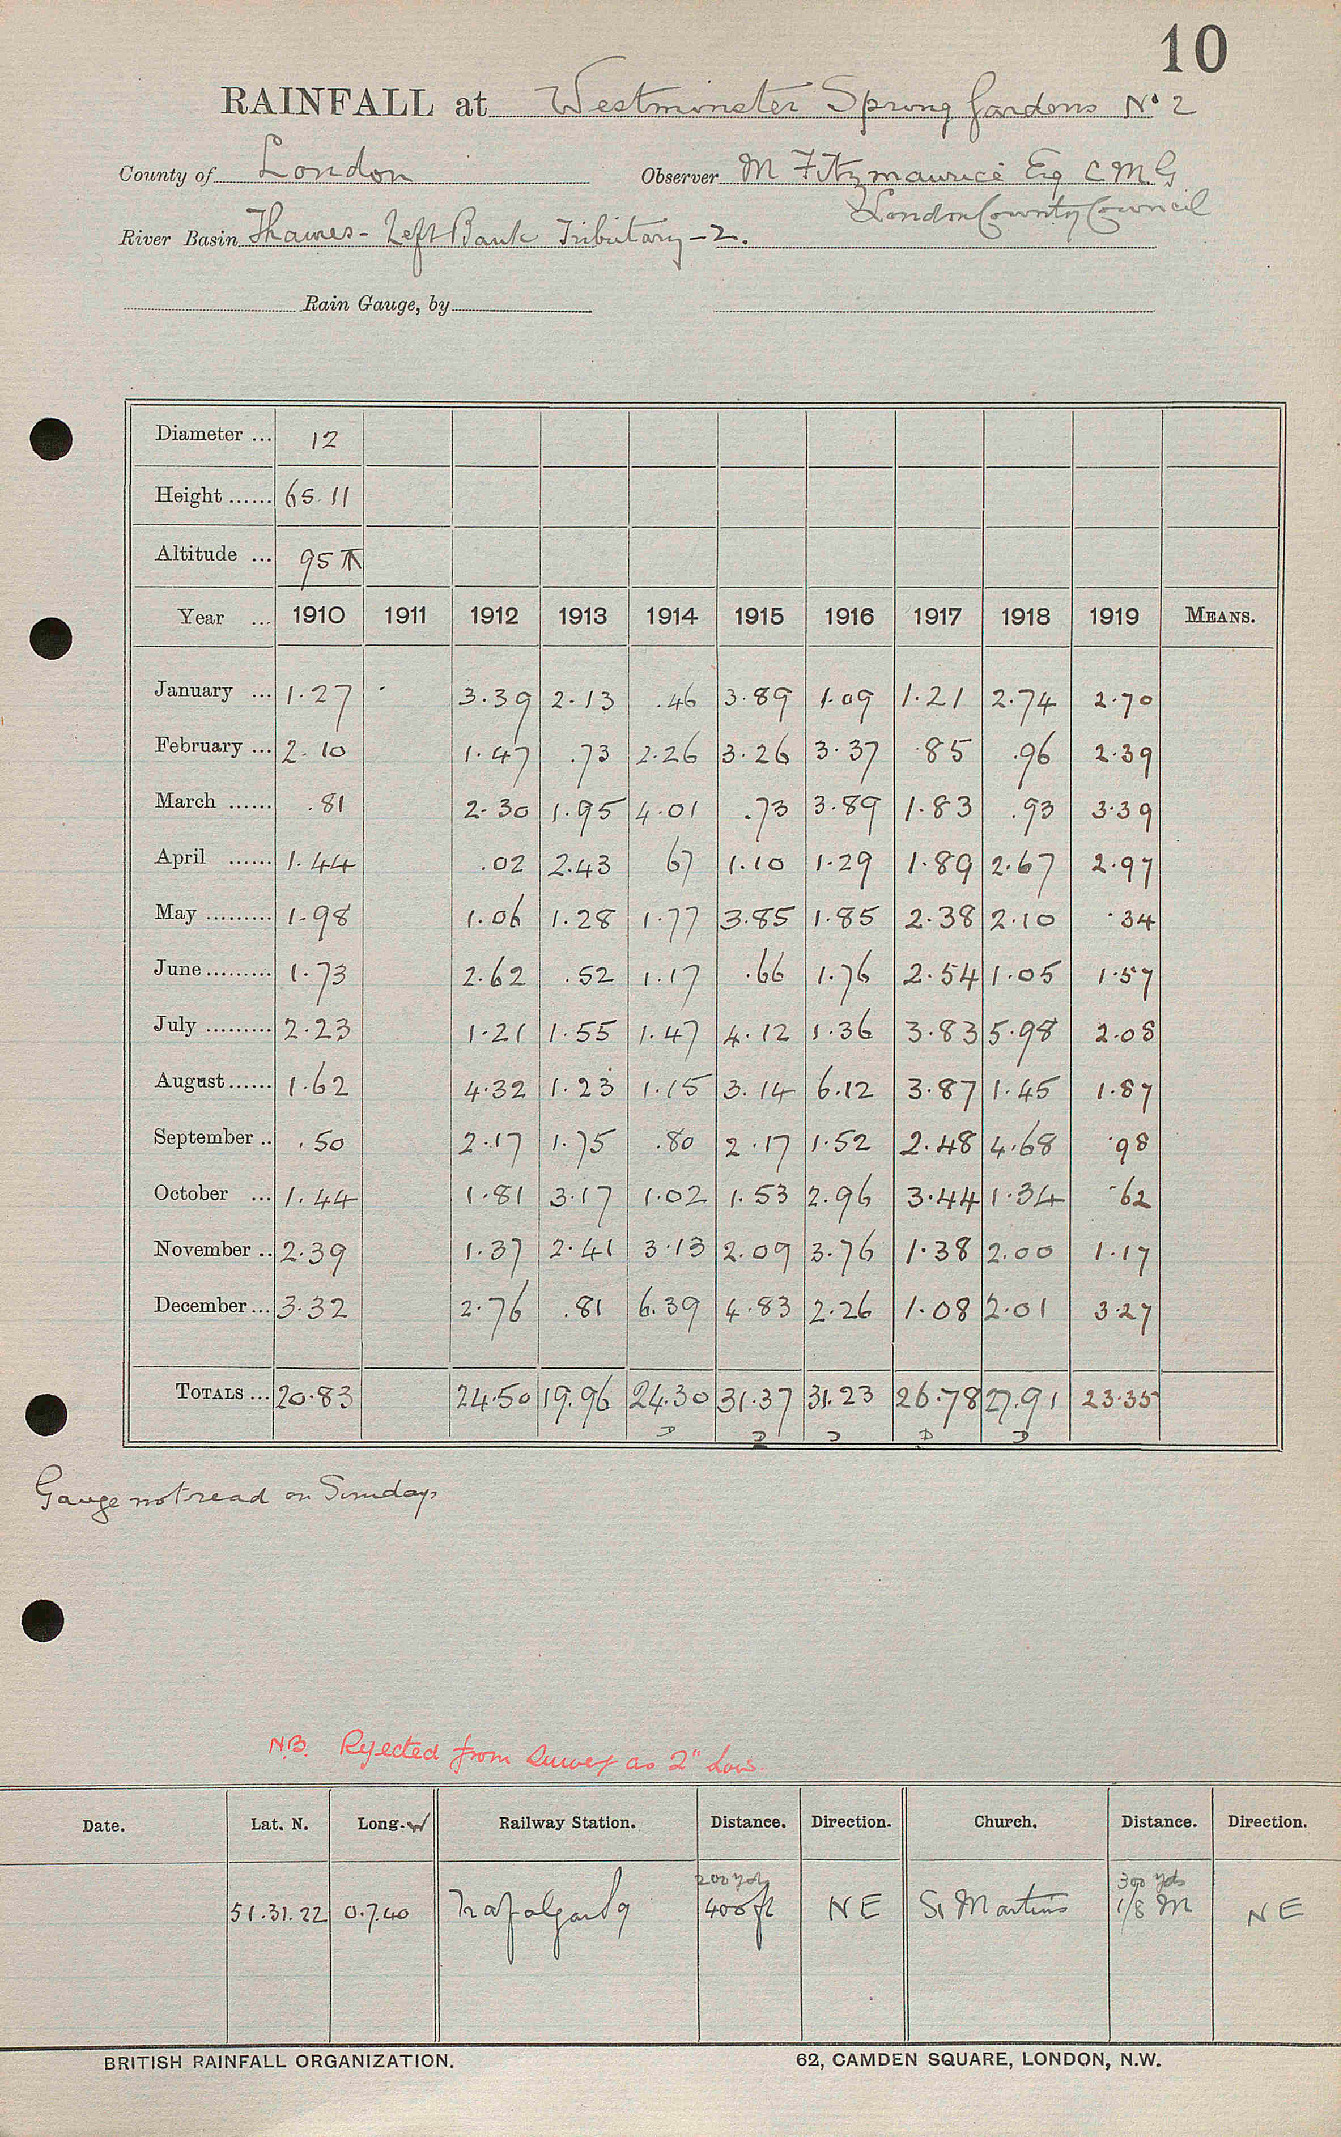 10
RAINFALL at Westminster Spring Gardens No 2
County of London Observer M Fitzmaurice Esq C M G
London County Council
River Basin Thames - Left Bank Tributary - 2.
Rain Gauge, by
Diameter ... 12
Height ...... 65.11
Altitude ... 95
Year ... 1910 1911 1912 1913 1914 1915 1916 1917 1918 1919 MEANS.
January ... 1.27 3.39 2.13 .46 3.89 1.09 1.21 2.74 2.70
February ... 2.10 1.47 .73 2.26 3.26 3.37 .85 .96 2.39
March ...... .81 2.30 1.95 4.01 .73 3.89 1.83 .93 3.39
April ...... 1.44 .02 2.43 67 1.10 1.29 1.89 2.67 2.97
May ......... 1.98 1.06 1.28 1.77 3.85 1.85 2.38 2.10 .34
June ......... 1.73 2.62 .52 1.17 .66 1.76 2.54 1.05 1.57
July ......... 2.23 1.21 1.55 1.47 4.12 1.36 3.83 5.98 2.08
August ...... 1.62 4.32 1.23 1.15 3.14 6.12 3.87 1.45 1.87
September .. .50 2.17 1.75 .80 2.17 1.52 2.48 4.68 .98
October ... 1.44 1.81 3.17 1.02 1.53 2.96 3.44 1.34 .62
November .. 2.39 1.37 2.41 3.13 2.09 3.76 1.38 2.00 1.17
December ... 3.32 2.76 .81 6.39 4.83 2.26 1.08 2.01 3.27
TOTALS ... 20.83 24.50 19.96 24.30 31.37 31.23 26.78 27.91 23.35
Gauge not read on Sundays
N.B. Rejected from Survey as 2" Low.
Date. Lat. N. Long. W Railway Station. Distance. Direction. Church. Distance. Direction.
200 yds 300 yds
51.31.22 0.7.40 Trafalgar Sq 400 ft NE St Martins 1/8 M NE
BRITISH RAINFALL ORGANIZATION. 62, CAMDEN SQUARE, LONDON, N.W.